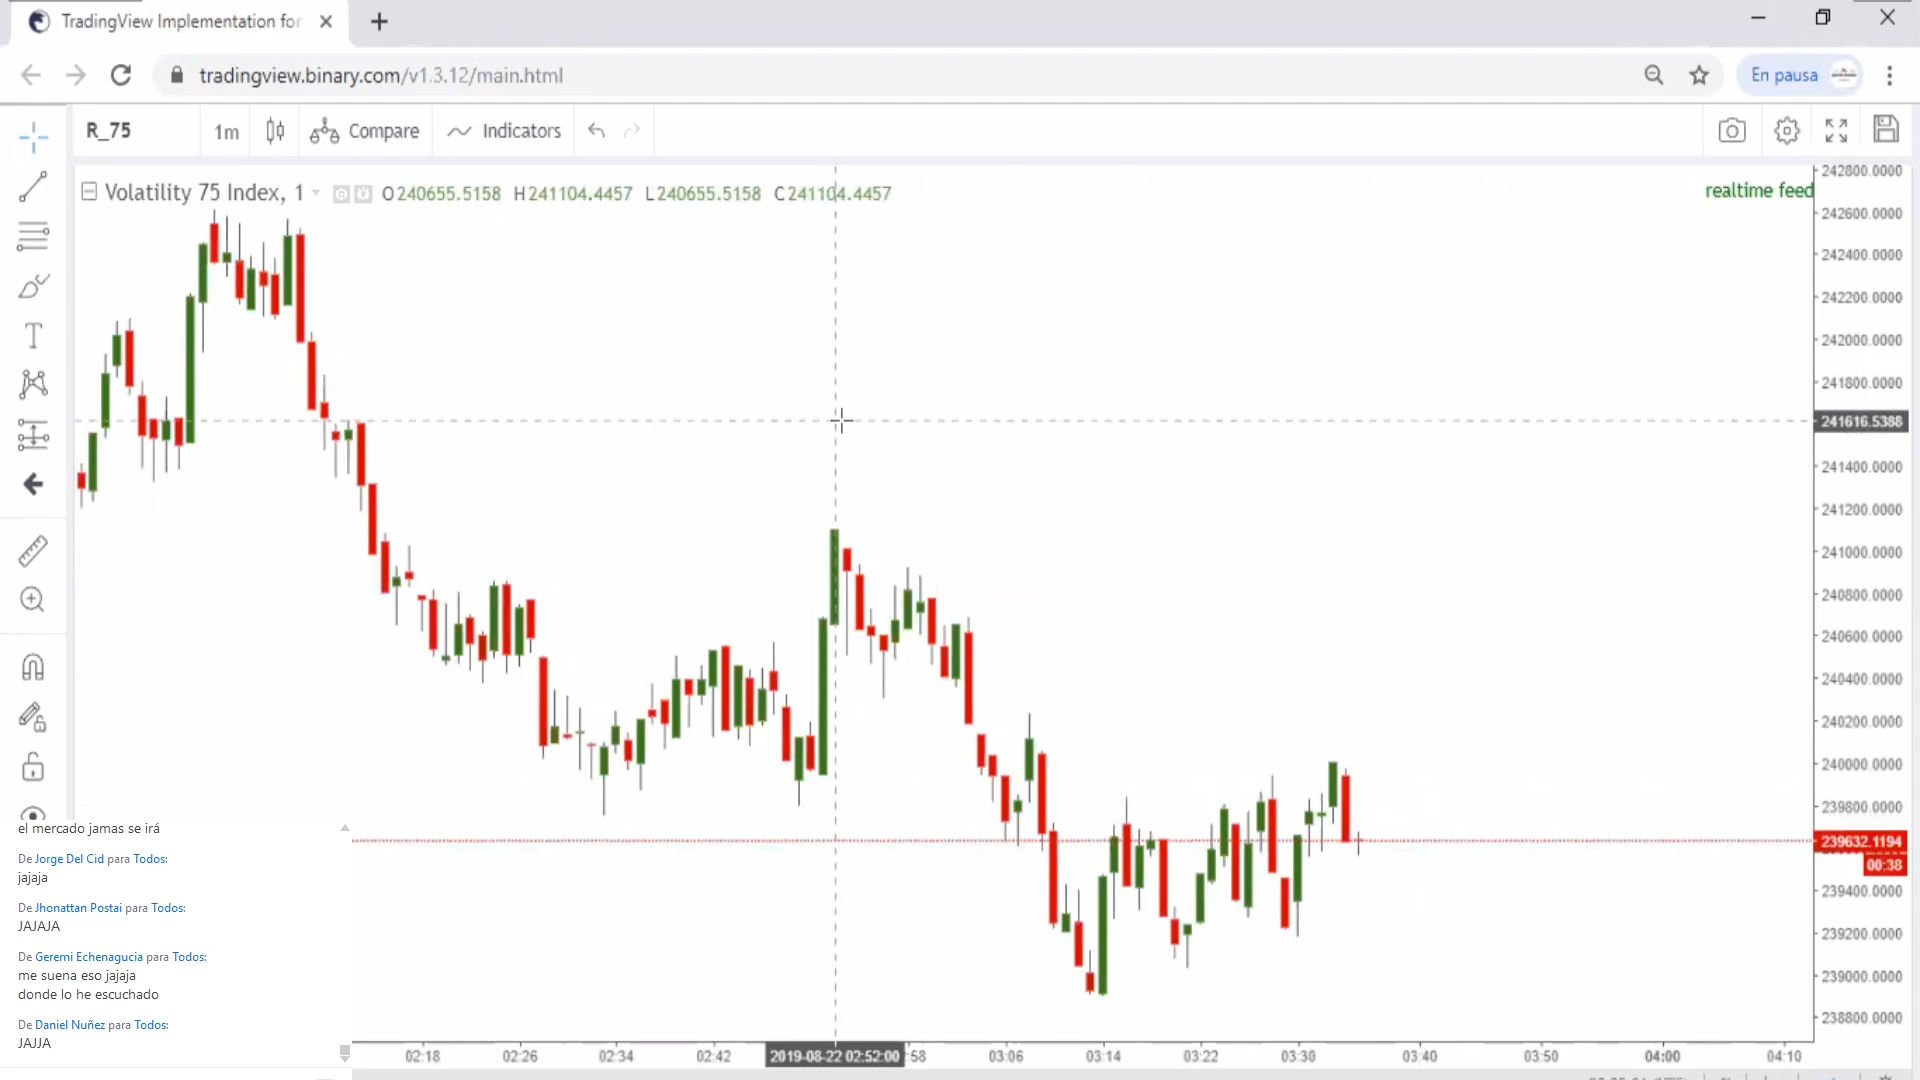 TradingView Implementation for
tradingview.binary.com/v1.3.12/main.html
En pausa
R_75
1m
Compare
Indicators
Volatility 75 Index, 1
O240655.5158 H241104.4457 L240655.5158 C241104.4457
realtime feed
242800.0000
242600.0000
242400.0000
242200.0000
242000.0000
241800.0000
241616.5388
241400.0000
241200.0000
241000.0000
240800.0000
240600.0000
240400.0000
240200.0000
240000.0000
239800.0000
239632.1194
00:38
239400.0000
239200.0000
239000.0000
238800.0000
el mercado jamas se irá
De Jorge Del Cid para Todos:
jajaja
De Jhonattan Postai para Todos:
JAJAJA
De Geremi Echenagucia para Todos:
me suena eso jajaja
donde lo he escuchado
De Daniel Nuñez para Todos:
JAJJA
02:18 02:26 02:34 02:42 2019-08-22 02:52:00 :58 03:06 03:14 03:22 03:30 03:40 03:50 04:00 04:10